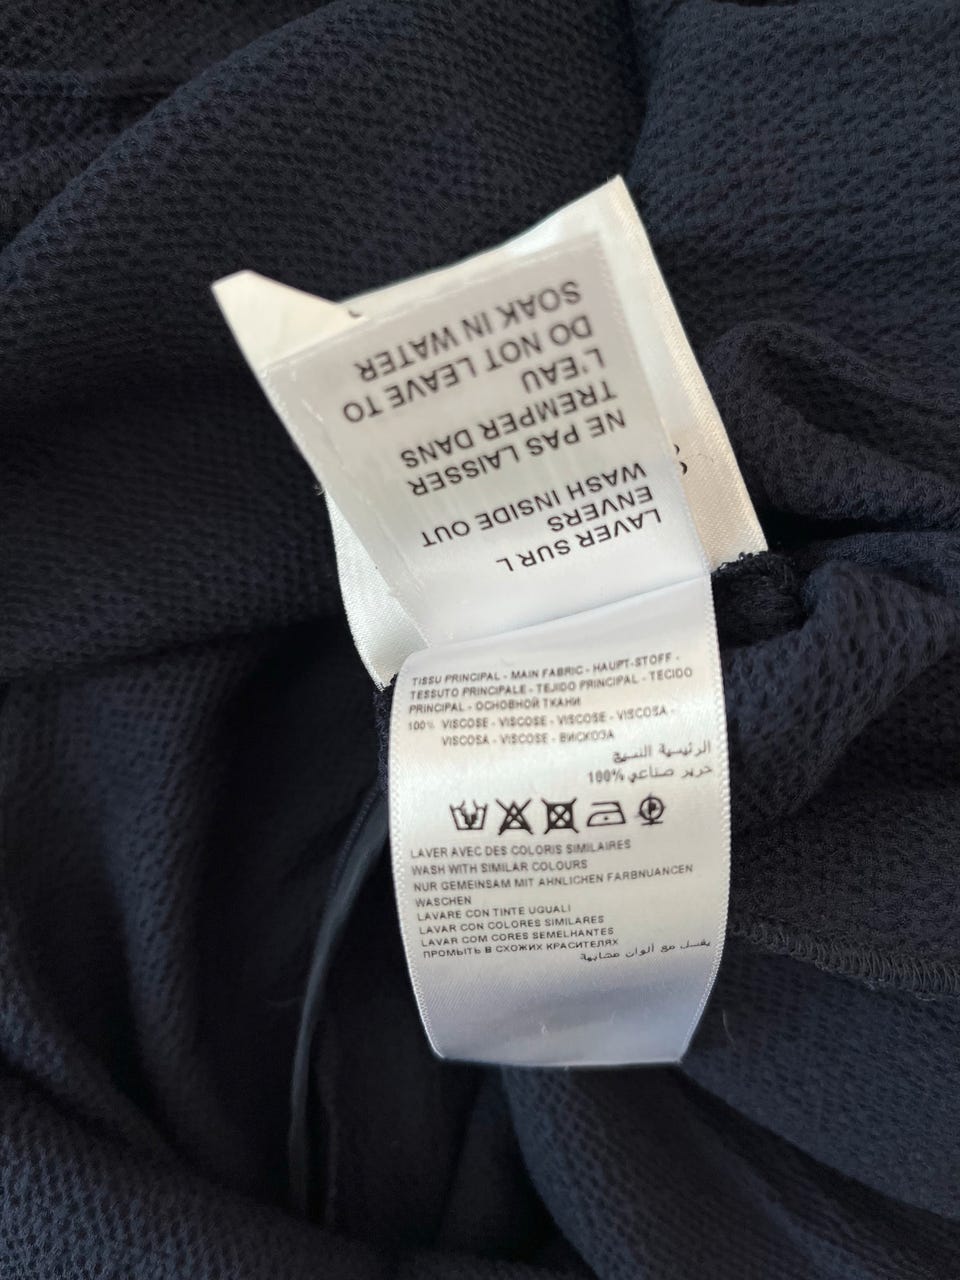 LAVER SUR L
ENVERS
WASH INSIDE OUT
NE PAS LAISSER
TREMPER DANS
L'EAU
DO NOT LEAVE TO
SOAK IN WATER
TISSU PRINCIPAL - MAIN FABRIC - HAUPT-STOFF -
TESSUTO PRINCIPALE - TEJIDO PRINCIPAL - TECIDO
PRINCIPAL - ОСНОВНОЙ ТКАНИ
100% VISCOSE - VISCOSE - VISCOSE - VISCOSA -
VISCOSA - VISCOSE - ВИСКОЗА
الرئيسية النسيج
حرير صناعي %100
LAVER AVEC DES COLORIS SIMILAIRES
WASH WITH SIMILAR COLOURS
NUR GEMEINSAM MIT AHNLICHEN FARBNUANCEN
WASCHEN
LAVARE CON TINTE UGUALI
LAVAR CON COLORES SIMILARES
LAVAR COM CORES SEMELHANTES
ПРОМЫТЬ В СХОЖИХ КРАСИТЕЛЯХ
يغسل مع ألوان مشابهة